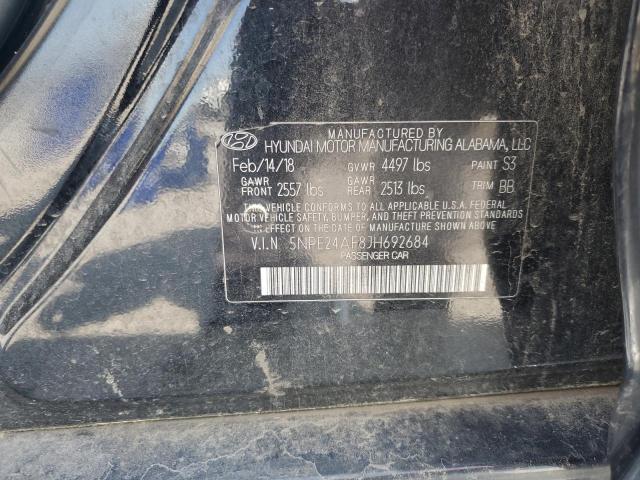 MANUFACTURED BY
HYUNDAI MOTOR MANUFACTURING ALABAMA, LLC
Feb/14/18 GVWR 4497 lbs PAINT S3
GAWR FRONT 2557 lbs GAWR REAR 2513 lbs TRIM BB
THIS VEHICLE CONFORMS TO ALL APPLICABLE U.S.A. FEDERAL
MOTOR VEHICLE SAFETY, BUMPER, AND THEFT PREVENTION
STANDARDS IN EFFECT ON THE DATE OF MANUFACTURE SHOWN ABOVE.
V.I.N 5NPE24AF8JH692684
PASSENGER CAR